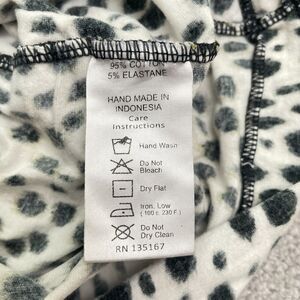 95% COTTON
5% ELASTANE
HAND MADE IN
INDONESIA
Care
Instructions
Hand Wash
Do Not
Bleach
Dry Flat
Iron, Low
( 100 c. 230 F. )
Do Not
Dry Clean
RN 135167